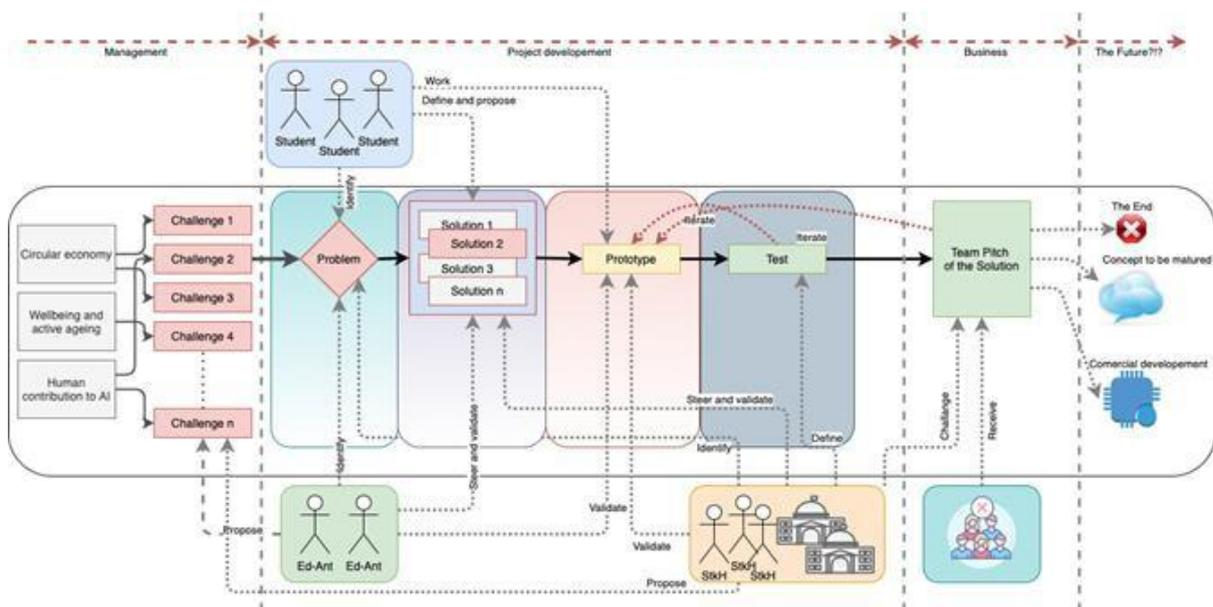 Management
Project developement
Business
The Future?!?
Work
Define and propose
Student
Student
Student
Identify
Circular economy
Wellbeing and
active ageing
Human
contribution to AI
Challenge 1
Challenge 2
Challenge 3
Challenge 4
Challenge n
Problem
Solution 1
Solution 2
Solution 3
Solution n
Prototype
Iterate
Iterate
Test
Team Pitch
of the Solution
The End
Concept to be matured
Comercial developement
Identify
Steer and validate
Steer and validate
Identify
Define
Challange
Receive
Propose
Validate
Validate
Propose
Ed-Ant
Ed-Ant
StkH
StkH
StkH